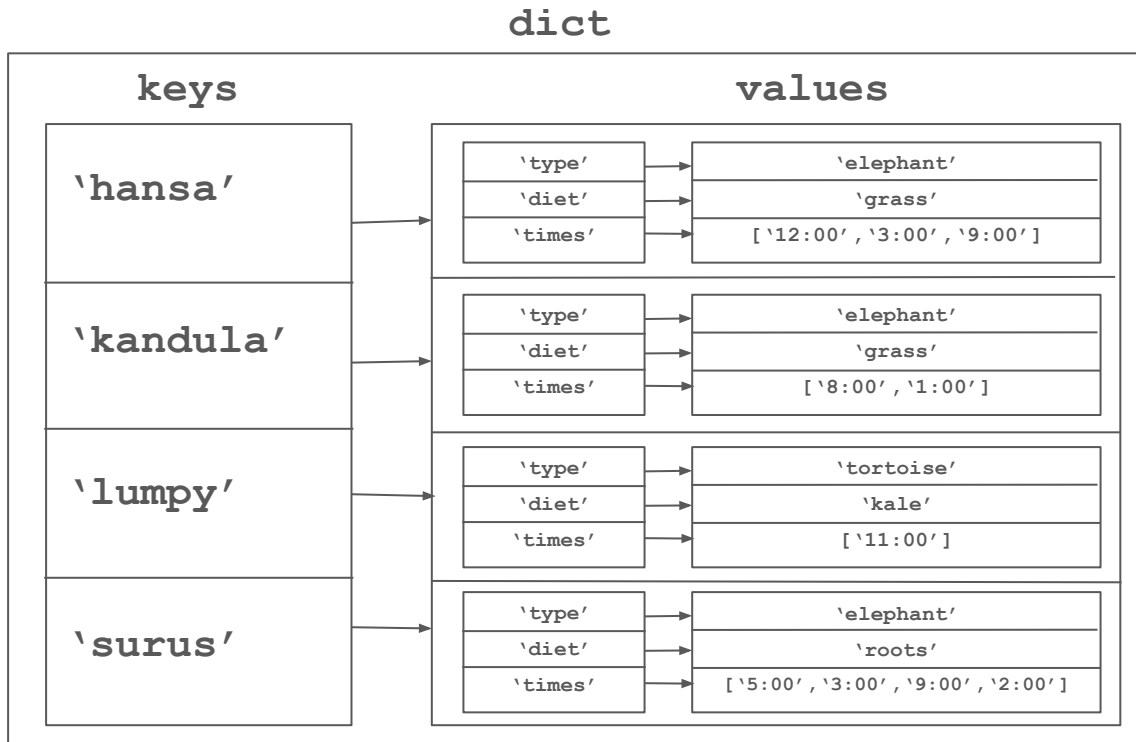 dict
keys values
‘hansa’
‘type’ ‘elephant’
‘diet’ ‘grass’
‘times’ [‘12:00’,‘3:00’,‘9:00’]
‘kandula’
‘type’ ‘elephant’
‘diet’ ‘grass’
‘times’ [‘8:00’,‘1:00’]
‘lumpy’
‘type’ ‘tortoise’
‘diet’ ‘kale’
‘times’ [‘11:00’]
‘surus’
‘type’ ‘elephant’
‘diet’ ‘roots’
‘times’ [‘5:00’,‘3:00’,‘9:00’,‘2:00’]